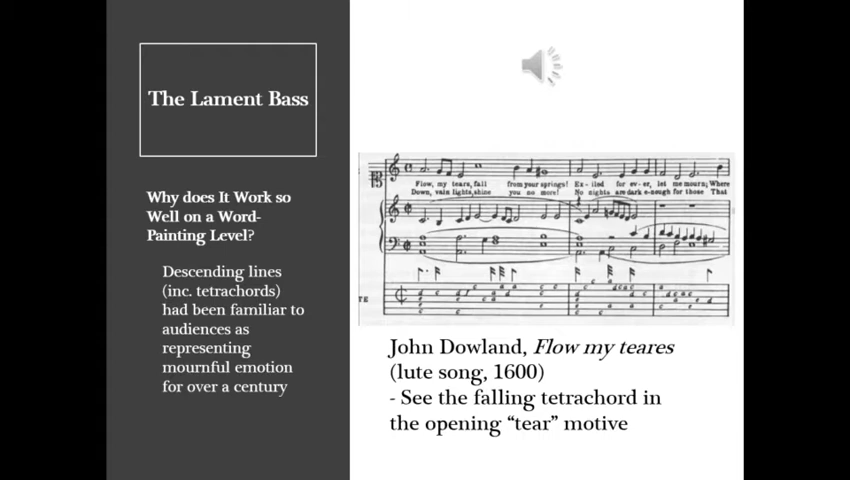 The Lament Bass
Why does It Work so
Well on a Word-
Painting Level?
Descending lines
(inc. tetrachords)
had been familiar to
audiences as
representing
mournful emotion
for over a century
Flow, my tears, fall from your springs! Ex - iled for ev - er, let me mourn; Where
Down, vain lights, shine you no more! No nights are dark e - nough for those That
TE
John Dowland, Flow my teares
(lute song, 1600)
- See the falling tetrachord in
the opening “tear” motive